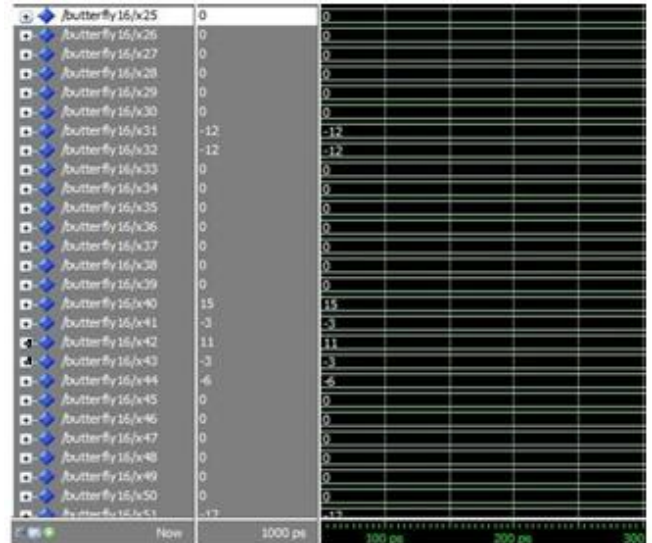 /butterfly16/x25 0 0
/butterfly16/x26 0 0
/butterfly16/x27 0 0
/butterfly16/x28 0 0
/butterfly16/x29 0 0
/butterfly16/x30 0 0
/butterfly16/x31 -12 -12
/butterfly16/x32 -12 -12
/butterfly16/x33 0 0
/butterfly16/x34 0 0
/butterfly16/x35 0 0
/butterfly16/x36 0 0
/butterfly16/x37 0 0
/butterfly16/x38 0 0
/butterfly16/x39 0 0
/butterfly16/x40 15 15
/butterfly16/x41 -3 -3
/butterfly16/x42 11 11
/butterfly16/x43 -3 -3
/butterfly16/x44 -6 -6
/butterfly16/x45 0 0
/butterfly16/x46 0 0
/butterfly16/x47 0 0
/butterfly16/x48 0 0
/butterfly16/x49 0 0
/butterfly16/x50 0 0
/butterfly16/x51
Now 1000 ps 100 ps 200 ps 300